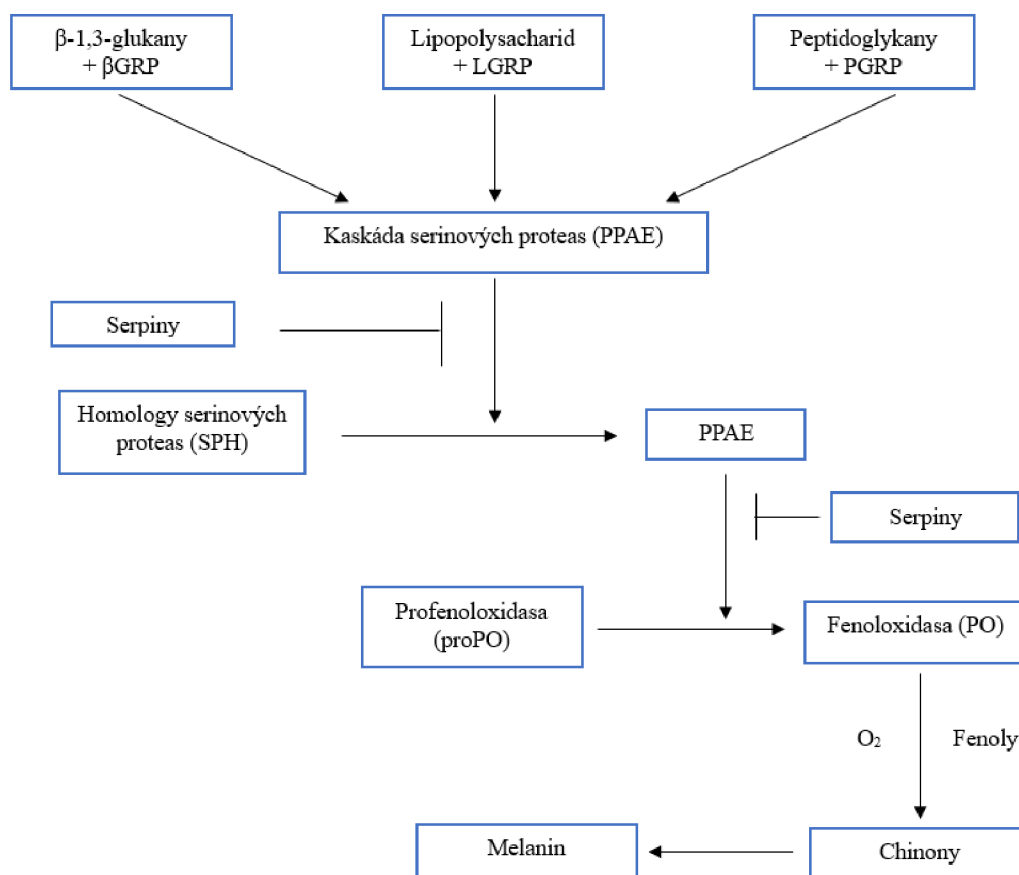 β-1,3-glukany
+ βGRP
Lipopolysacharid
+ LGRP
Peptidoglykany
+ PGRP
Kaskáda serinových proteas (PPAE)
Serpiny
Homology serinových
proteas (SPH)
PPAE
Serpiny
Profenoloxidasa
(proPO)
Fenoloxidasa (PO)
O₂
Fenoly
Melanin
Chinony